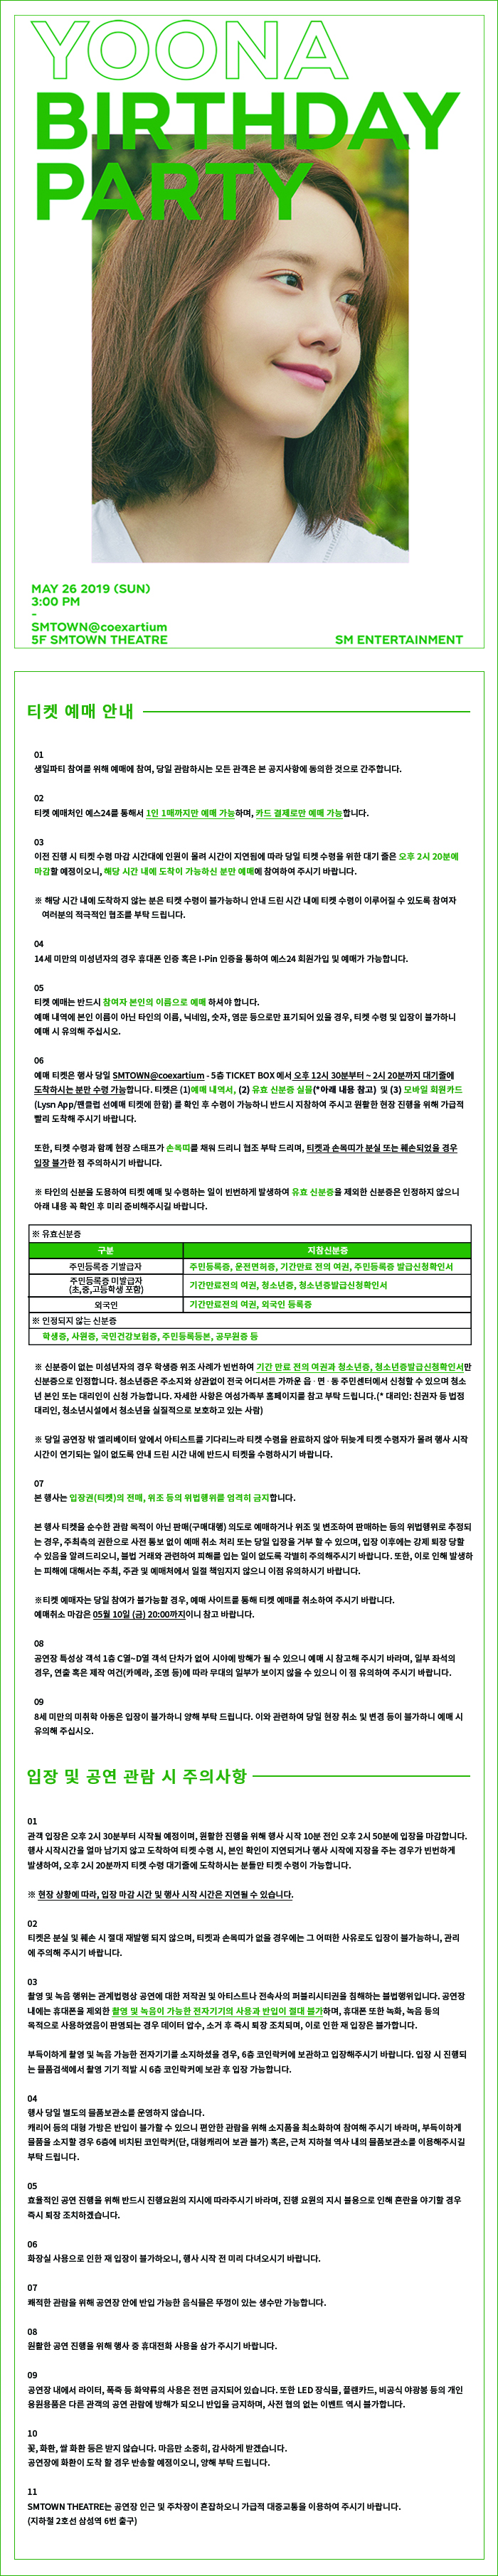 YOONA
BIRTHDAY
PARTY
MAY 26 2019 (SUN)
3:00 PM
-
SMTOWN@coexartium
5F SMTOWN THEATRE
SM ENTERTAINMENT
티켓 예매 안내
01
생일파티 참여를 위해 예매에 참여, 당일 관람하시는 모든 관객은 본 공지사항에 동의한 것으로 간주합니다.
02
티켓 예매처인 예스24를 통해서 1인 1매까지만 예매 가능하며, 카드 결제로만 예매 가능합니다.
03
이전 진행 시 티켓 수령 마감 시간대에 인원이 몰려 시간이 지연됨에 따라 당일 티켓 수령을 위한 대기 줄은 오후 2시 20분에
마감할 예정이오니, 해당 시간 내에 도착이 가능하신 분만 예매에 참여하여 주시기 바랍니다.
※ 해당 시간 내에 도착하지 않는 분은 티켓 수령이 불가능하니 안내 드린 시간 내에 티켓 수령이 이루어질 수 있도록 참여자
여러분의 적극적인 협조를 부탁 드립니다.
04
14세 미만의 미성년자의 경우 휴대폰 인증 혹은 I-Pin 인증을 통하여 예스24 회원가입 및 예매가 가능합니다.
05
티켓 예매는 반드시 참여자 본인의 이름으로 예매 하셔야 합니다.
예매 내역에 본인 이름이 아닌 타인의 이름, 닉네임, 숫자, 영문 등으로만 표기되어 있을 경우, 티켓 수령 및 입장이 불가하니
예매 시 유의해 주십시오.
06
예매 티켓은 행사 당일 SMTOWN@coexartium - 5층 TICKET BOX에서 오후 12시 30분부터 ~ 2시 20분까지 대기줄에
도착하시는 분만 수령 가능합니다. 티켓은 (1)예매 내역서, (2) 유효 신분증 실물(*아래 내용 참고) 및 (3) 모바일 회원카드
(Lysn App/팬클럽 선예매 티켓에 한함) 를 확인 후 수령이 가능하니 반드시 지참하여 주시고 원활한 현장 진행을 위해 가급적
빨리 도착해 주시기 바랍니다.
또한, 티켓 수령과 함께 현장 스태프가 손목띠를 채워 드리니 협조 부탁 드리며, 티켓과 손목띠가 분실 또는 훼손되었을 경우
입장 불가한 점 주의하시기 바랍니다.
※ 타인의 신분을 도용하여 티켓 예매 및 수령하는 일이 빈번하게 발생하여 유효 신분증을 제외한 신분증은 인정하지 않으니
아래 내용 꼭 확인 후 미리 준비해주시길 바랍니다.
※ 유효신분증
구분 지참신분증
주민등록증 기발급자 주민등록증, 운전면허증, 기간만료 전의 여권, 주민등록증 발급신청확인서
주민등록증 미발급자
(초,중,고등학생 포함) 기간만료전의 여권, 청소년증, 청소년증발급신청확인서
외국인 기간만료전의 여권, 외국인 등록증
※ 인정되지 않는 신분증
학생증, 사원증, 국민건강보험증, 주민등록등본, 공무원증 등
※ 신분증이 없는 미성년자의 경우 학생증 위조 사례가 빈번하여 기간 만료 전의 여권과 청소년증, 청소년증발급신청확인서만
신분증으로 인정합니다. 청소년증은 주소지와 상관없이 전국 어디서든 가까운 읍 · 면 · 동 주민센터에서 신청할 수 있으며 청소
년 본인 또는 대리인이 신청 가능합니다. 자세한 사항은 여성가족부 홈페이지를 참고 부탁 드립니다.(* 대리인: 친권자 등 법정
대리인, 청소년시설에서 청소년을 실질적으로 보호하고 있는 사람)
※ 당일 공연장 밖 엘리베이터 앞에서 아티스트를 기다리느라 티켓 수령을 완료하지 않아 뒤늦게 티켓 수령자가 몰려 행사 시작
시간이 연기되는 일이 없도록 안내 드린 시간 내에 반드시 티켓을 수령하시기 바랍니다.
07
본 행사는 입장권(티켓)의 전매, 위조 등의 위법행위를 엄격히 금지합니다.
본 행사 티켓을 순수한 관람 목적이 아닌 판매(구매대행) 의도로 예매하거나 위조 및 변조하여 판매하는 등의 위법행위로 추정되
는 경우, 주최측의 권한으로 사전 통보 없이 예매 취소 처리 또는 당일 입장을 거부 할 수 있으며, 입장 이후에는 강제 퇴장 당할
수 있음을 알려드리오니, 불법 거래와 관련하여 피해를 입는 일이 없도록 각별히 주의해주시기 바랍니다. 또한, 이로 인해 발생하
는 피해에 대해서는 주최, 주관 및 예매처에서 일절 책임지지 않으니 이점 유의하시기 바랍니다.
※티켓 예매자는 당일 참여가 불가능할 경우, 예매 사이트를 통해 티켓 예매를 취소하여 주시기 바랍니다.
예매취소 마감은 05월 10일 (금) 20:00까지이니 참고 바랍니다.
08
공연장 특성상 객석 1층 C열~D열 객석 단차가 없어 시야에 방해가 될 수 있으니 예매 시 참고해 주시기 바라며, 일부 좌석의
경우, 연출 혹은 제작 여건(카메라, 조명 등)에 따라 무대의 일부가 보이지 않을 수 있으니 이 점 유의하여 주시기 바랍니다.
09
8세 미만의 미취학 아동은 입장이 불가하니 양해 부탁 드립니다. 이와 관련하여 당일 현장 취소 및 변경 등이 불가하니 예매 시
유의해 주십시오.
입장 및 공연 관람 시 주의사항
01
관객 입장은 오후 2시 30분부터 시작될 예정이며, 원활한 진행을 위해 행사 시작 10분 전인 오후 2시 50분에 입장을 마감합니다.
행사 시작시간을 얼마 남기지 않고 도착하여 티켓 수령 시, 본인 확인이 지연되거나 행사 시작에 지장을 주는 경우가 빈번하게
발생하여, 오후 2시 20분까지 티켓 수령 대기줄에 도착하시는 분들만 티켓 수령이 가능합니다.
※ 현장 상황에 따라, 입장 마감 시간 및 행사 시작 시간은 지연될 수 있습니다.
02
티켓은 분실 및 훼손 시 절대 재발행 되지 않으며, 티켓과 손목띠가 없을 경우에는 그 어떠한 사유로도 입장이 불가능하니, 관리
에 주의해 주시기 바랍니다.
03
촬영 및 녹음 행위는 관계법령상 공연에 대한 저작권 및 아티스트나 전속사의 퍼블리시티권을 침해하는 불법행위입니다. 공연장
내에는 휴대폰을 제외한 촬영 및 녹음이 가능한 전자기기의 사용과 반입이 절대 불가하며, 휴대폰 또한 녹화, 녹음 등의
목적으로 사용하였음이 판명되는 경우 데이터 압수, 소거 후 즉시 퇴장 조치되며, 이로 인한 재 입장은 불가합니다.
부득이하게 촬영 및 녹음 가능한 전자기기를 소지하셨을 경우, 6층 코인락커에 보관하고 입장해주시기 바랍니다. 입장 시 진행되
는 물품검색에서 촬영 기기 적발 시 6층 코인락커에 보관 후 입장 가능합니다.
04
행사 당일 별도의 물품보관소를 운영하지 않습니다.
캐리어 등의 대형 가방은 반입이 불가할 수 있으니 편안한 관람을 위해 소지품을 최소화하여 참여해 주시기 바라며, 부득이하게
물품을 소지할 경우 6층에 비치된 코인락커(단, 대형캐리어 보관 불가) 혹은, 근처 지하철 역사 내의 물품보관소를 이용해주시길
부탁 드립니다.
05
효율적인 공연 진행을 위해 반드시 진행요원의 지시에 따라주시기 바라며, 진행 요원의 지시 불응으로 인해 혼란을 야기할 경우
즉시 퇴장 조치하겠습니다.
06
화장실 사용으로 인한 재 입장이 불가하오니, 행사 시작 전 미리 다녀오시기 바랍니다.
07
쾌적한 관람을 위해 공연장 안에 반입 가능한 음식물은 뚜껑이 있는 생수만 가능합니다.
08
원활한 공연 진행을 위해 행사 중 휴대전화 사용을 삼가 주시기 바랍니다.
09
공연장 내에서 라이터, 폭죽 등 화약류의 사용은 전면 금지되어 있습니다. 또한 LED 장식물, 플랜카드, 비공식 야광봉 등의 개인
응원용품은 다른 관객의 공연 관람에 방해가 되오니 반입을 금지하며, 사전 협의 없는 이벤트 역시 불가합니다.
10
꽃, 화환, 쌀 화환 등은 받지 않습니다. 마음만 소중히, 감사하게 받겠습니다.
공연장에 화환이 도착 할 경우 반송할 예정이오니, 양해 부탁 드립니다.
11
SMTOWN THEATRE는 공연장 인근 및 주차장이 혼잡하오니 가급적 대중교통을 이용하여 주시기 바랍니다.
(지하철 2호선 삼성역 6번 출구)